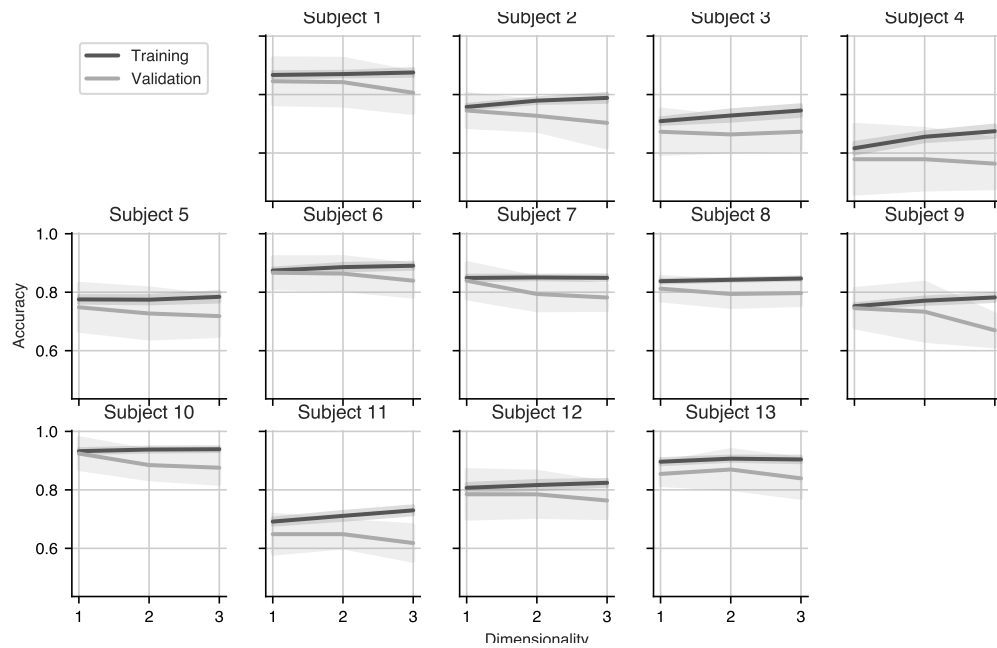 Subject 1
Subject 2
Subject 3
Subject 4
Training
Validation
Subject 5
Subject 6
Subject 7
Subject 8
Subject 9
1.0
0.8
0.6
Accuracy
Subject 10
Subject 11
Subject 12
Subject 13
1.0
0.8
0.6
1 2 3
1 2 3
1 2 3
1 2 3
Dimensionality